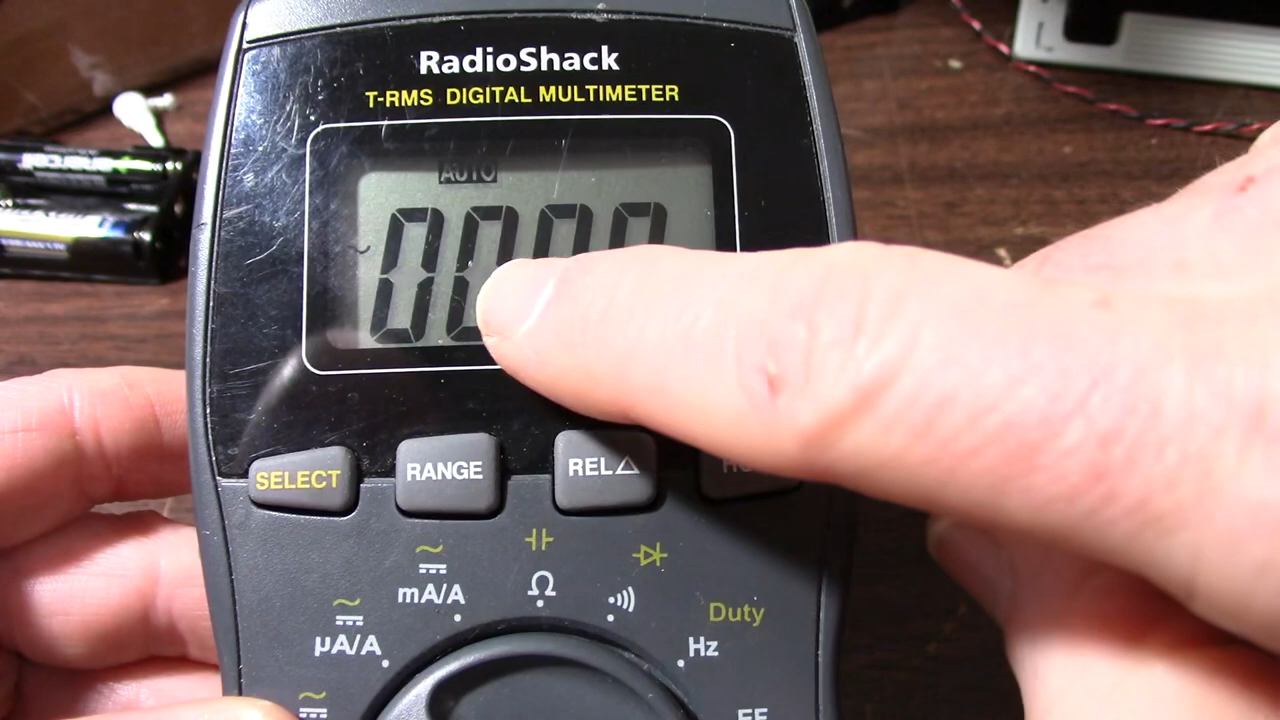 RadioShack
T-RMS DIGITAL MULTIMETER
AUTO
SELECT
RANGE
REL△
mA/A
Ω
µA/A
Duty
Hz